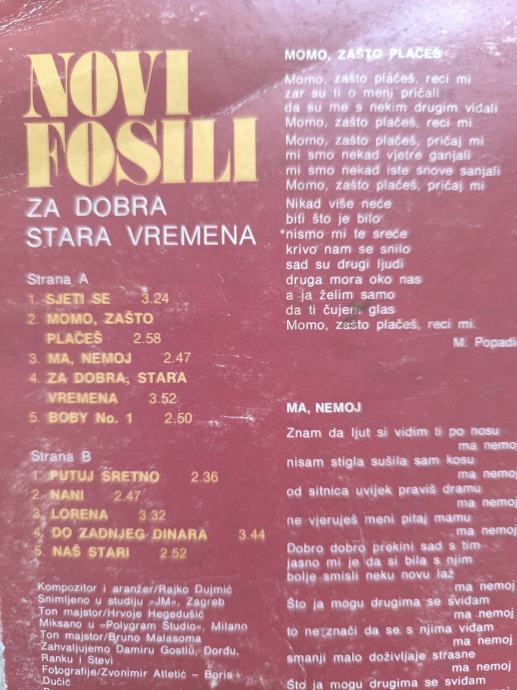 NOVI
FOSILI
ZA DOBRA
STARA VREMENA
Strana A
1. SJETI SE 3.24
2. MOMO, ZAŠTO
PLAČEŠ 2.58
3. MA, NEMOJ 2.47
4. ZA DOBRA, STARA
VREMENA 3.52
5. BOBY No. 1 2.50
Strana B
1. PUTUJ SRETNO 2.36
2. NANI 2.47
3. LORENA 3.32
4. DO ZADNJEG DINARA 3.44
5. NAŠ STARI 2.52
Kompozitor i aranžer/Rajko Dujmić
Snimljeno u studiju »JM«, Zagreb
Ton majstor/Hrvoje Hegedušić
Miksano u »Polygram Studio«, Milano
Ton majstor/Bruno Malasoma
Zahvaljujemo Damiru Gostlu, Đorđu,
Ranku i Stevi
Fotografije/Zvonimir Atletić – Boris
Dučić
MOMO, ZAŠTO PLAČEŠ
Momo, zašto plačeš, reci mi
zar su ti o meni pričali
da su me s nekim drugim viđali
Momo, zašto plačeš, reci mi
Momo, zašto plačeš, pričaj mi
mi smo nekad vjetre ganjali
mi smo nekad iste snove sanjali
Momo, zašto plačeš, pričaj mi
Nikad više neće
biti što je bilo
nismo mi te sreće
krivo nam se snilo
sad su drugi ljudi
druga mora oko nas
a ja želim samo
da ti čujem glas
Momo, zašto plačeš, reci mi.
M. Popadić
MA, NEMOJ
Znam da ljut si vidim ti po nosu
ma nemoj
nisam stigla sušila sam kosu
ma nemoj
od sitnica uvijek praviš dramu
ma nemoj
ne vjeruješ meni pitaj mamu
ma nemoj
Dobro dobro prekini sad s tim
jasno mi je da si bila s njim
bolje smisli neku novu laž
ma nemoj
Što ja mogu drugima se sviđam
ma nemoj
to ne znači da se s njima viđam
ma nemoj
smanji malo doživljaje strasne
ma nemoj
Što ja mogu drugima se sviđam